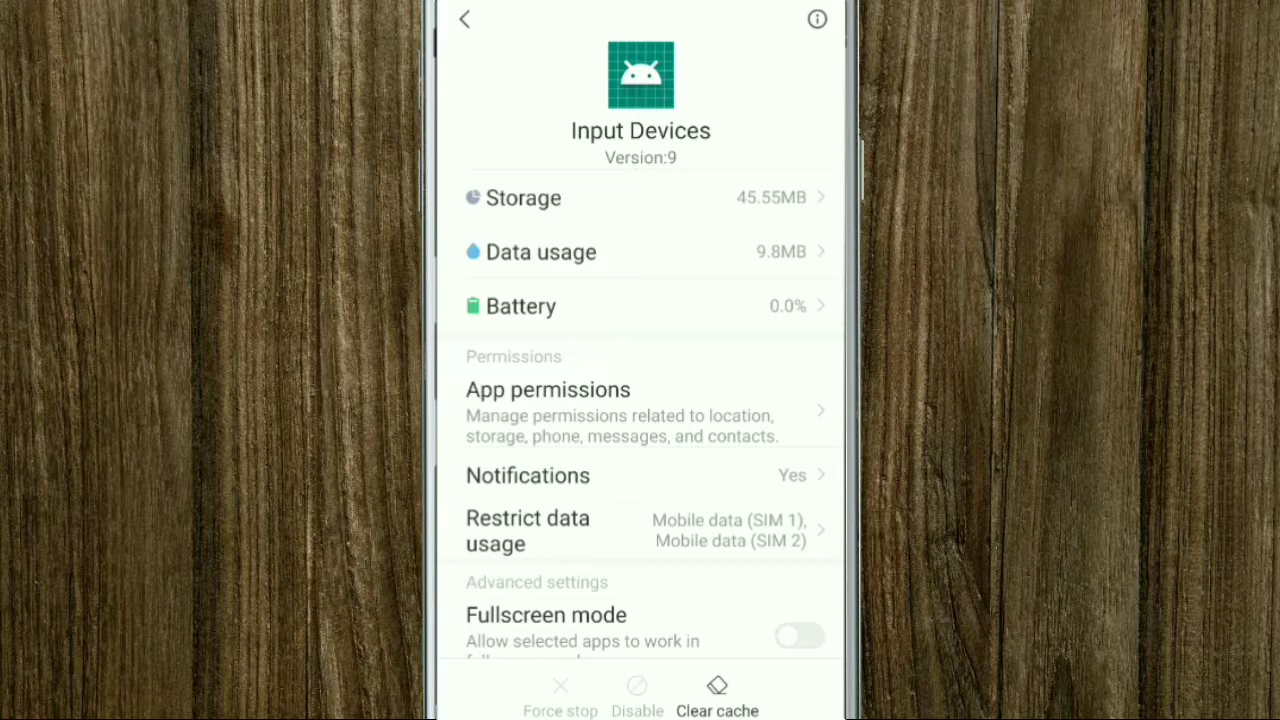 Input Devices
Version:9
Storage 45.55MB
Data usage 9.8MB
Battery 0.0%
Permissions
App permissions
Manage permissions related to location,
storage, phone, messages, and contacts.
Notifications Yes
Restrict data usage
Mobile data (SIM 1),
Mobile data (SIM 2)
Advanced settings
Fullscreen mode
Allow selected apps to work in
Force stop Disable Clear cache